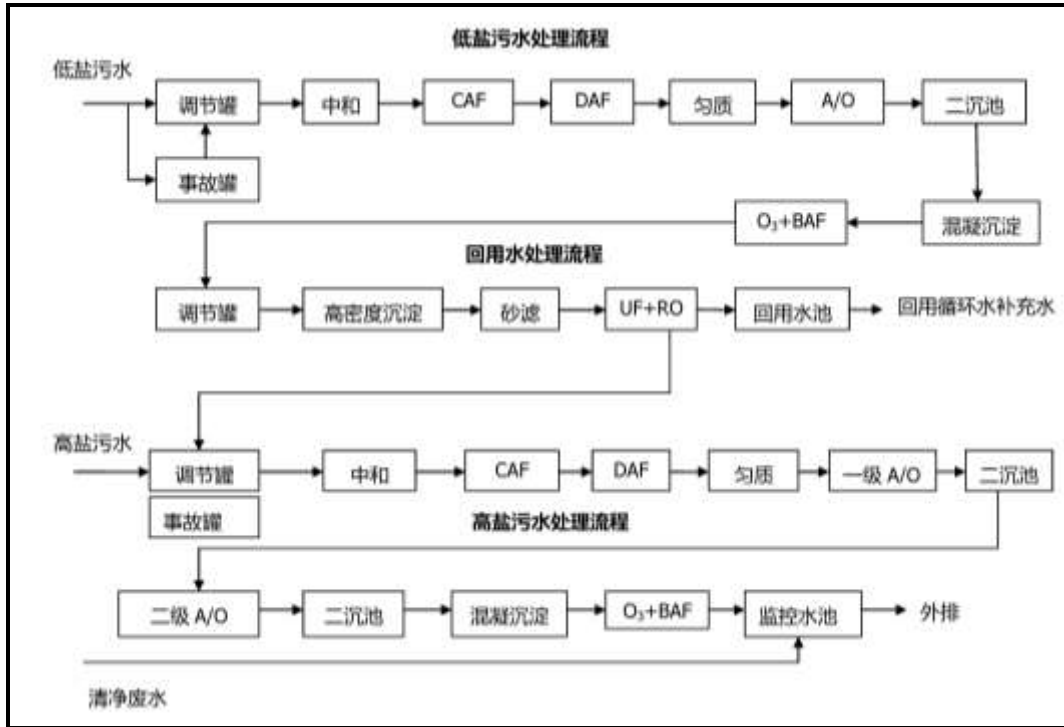 低盐污水处理流程
低盐污水
调节罐
中和
CAF
DAF
匀质
A/O
二沉池
事故罐
混凝沉淀
O₃+BAF
回用水处理流程
调节罐
高密度沉淀
砂滤
UF+RO
回用水池
回用循环水补充水
高盐污水
调节罐
中和
CAF
DAF
匀质
一级 A/O
二沉池
事故罐
高盐污水处理流程
二级 A/O
二沉池
混凝沉淀
O₃+BAF
监控水池
外排
清净废水